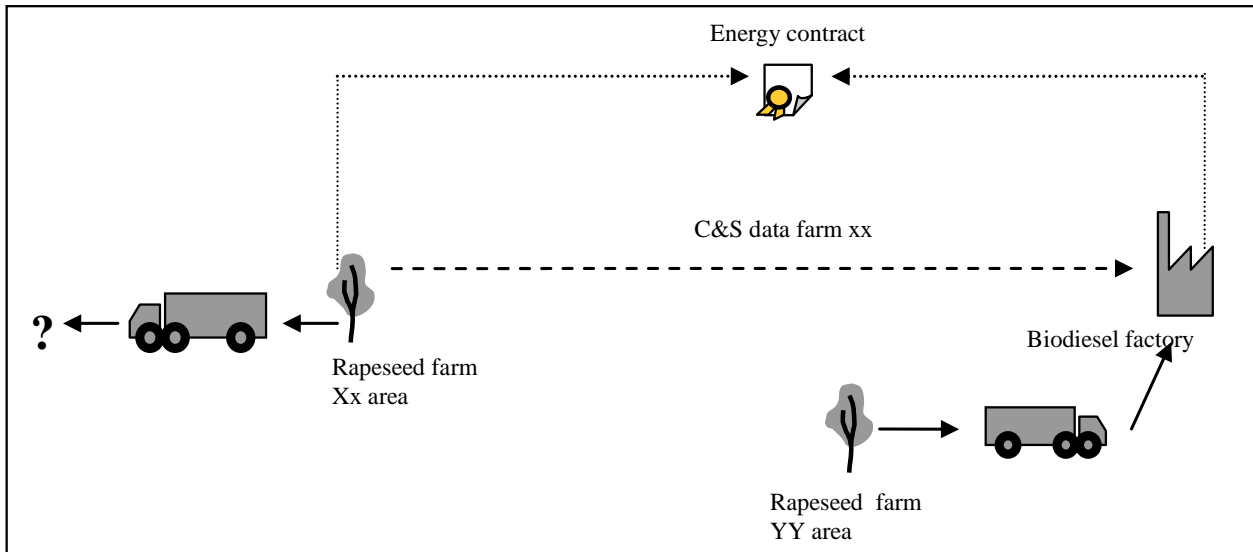 Energy contract
C&S data farm xx
?
Biodiesel factory
Rapeseed farm
Xx area
Rapeseed farm
YY area